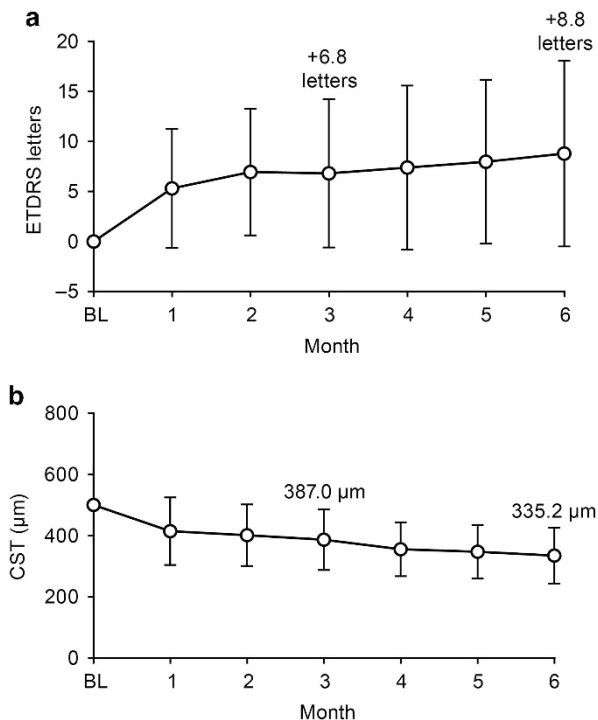 a
20
15
10
5
0
–5
ETDRS letters
+6.8
letters
+8.8
letters
BL 1 2 3 4 5 6
Month
b
800
600
400
200
0
CST (µm)
387.0 µm
335.2 µm
BL 1 2 3 4 5 6
Month